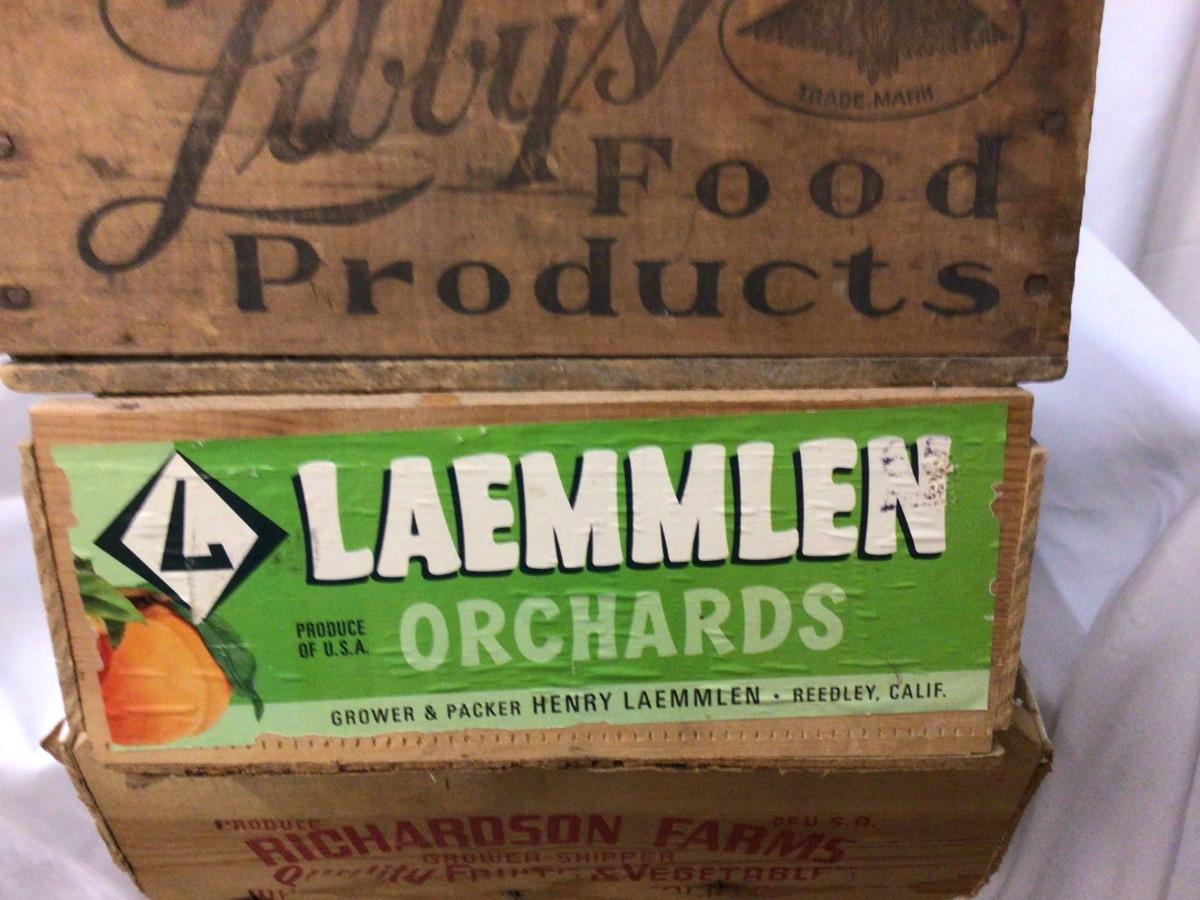 Libby's
TRADE MARK
Food
Products
L
LAEMMLEN
ORCHARDS
PRODUCE
OF U.S.A.
GROWER & PACKER HENRY LAEMMLEN • REEDLEY, CALIF.
PRODUCE OF U.S.A.
RICHARDSON FARMS
GROWER-SHIPPER
Quality FRUITS & VEGETABLE